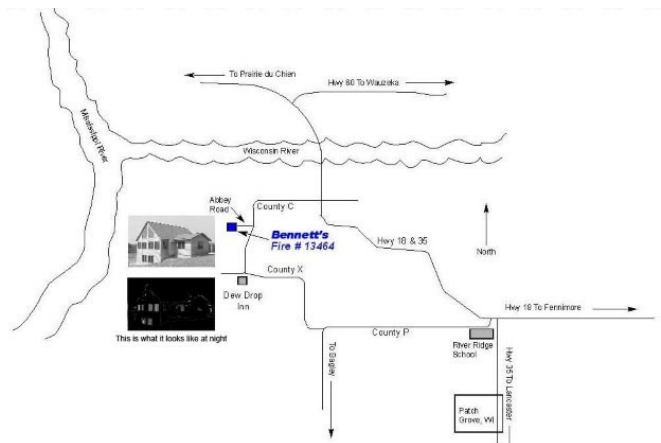 To Prairie du Chien
Hwy 60 To Wauzeka
Mississippi River
Wisconsin River
Abbey
Road
County C
Bennett's
Fire # 13464
Hwy 18 & 35
North
County X
Dew Drop
Inn
Hwy 18 To Fennimore
This is what it looks like at night
County P
River Ridge
School
To Bagley
Hwy 35 To Lancaster
Patch
Grove, WI